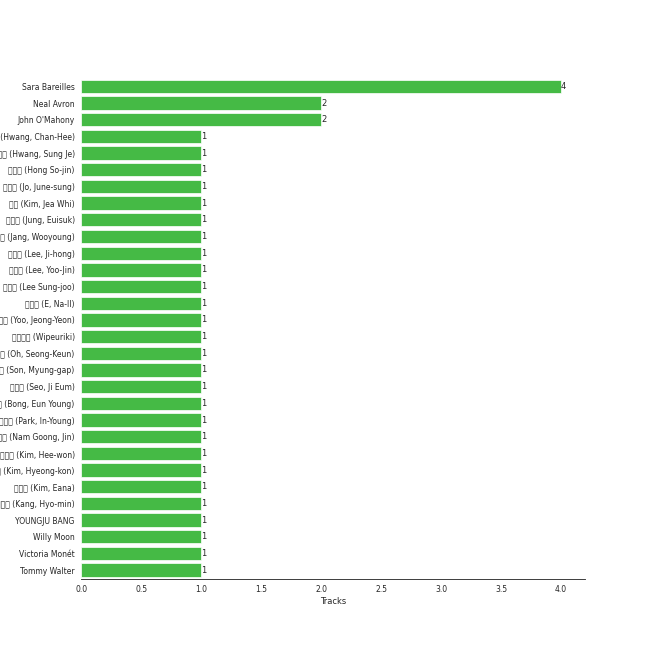 Sara Bareilles 4
Neal Avron 2
John O'Mahony 2
(Hwang, Chan-Hee) 1
(Hwang, Sung Je) 1
(Hong So-jin) 1
(Jo, June-sung) 1
(Kim, Jea Whi) 1
(Jung, Euisuk) 1
(Jang, Wooyoung) 1
(Lee, Ji-hong) 1
(Lee, Yoo-Jin) 1
(Lee Sung-joo) 1
(E, Na-Il) 1
(Yoo, Jeong-Yeon) 1
(Wipeuriki) 1
(Oh, Seong-Keun) 1
(Son, Myung-gap) 1
(Seo, Ji Eum) 1
(Bong, Eun Young) 1
(Park, In-Young) 1
(Nam Goong, Jin) 1
(Kim, Hee-won) 1
(Kim, Hyeong-kon) 1
(Kim, Eana) 1
(Kang, Hyo-min) 1
YOUNGJU BANG 1
Willy Moon 1
Victoria Monét 1
Tommy Walter 1
0.0 0.5 1.0 1.5 2.0 2.5 3.0 3.5 4.0
Tracks